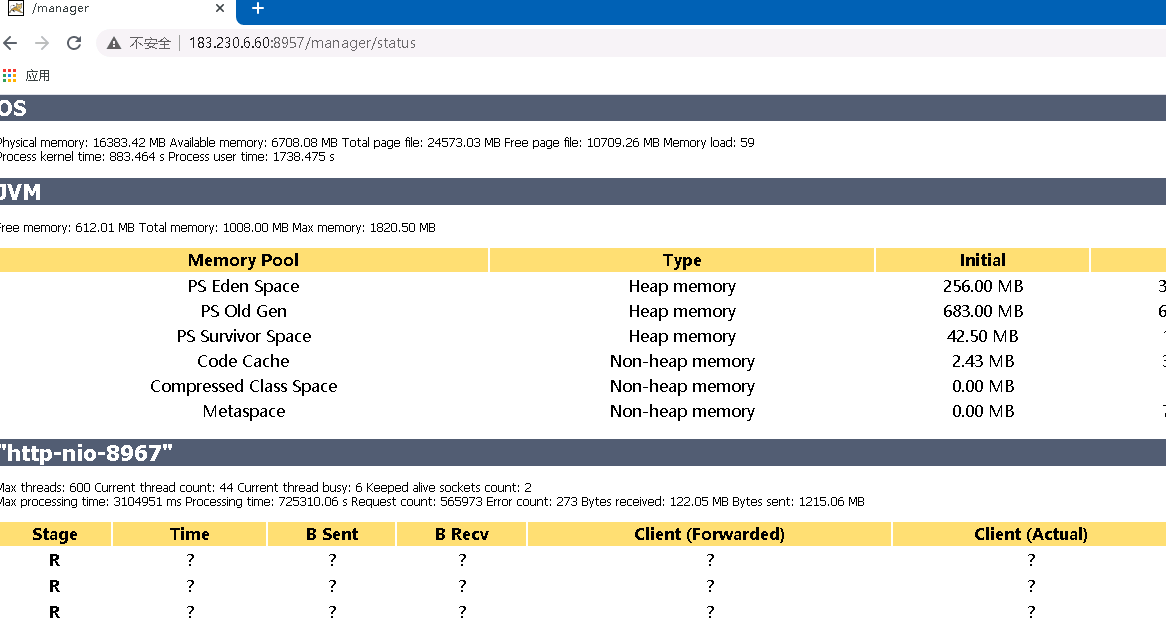 /manager
不安全 183.230.6.60:8957/manager/status
应用
OS
Physical memory: 16383.42 MB Available memory: 6708.08 MB Total page file: 24573.03 MB Free page file: 10709.26 MB Memory load: 59
Process kernel time: 883.464 s Process user time: 1738.475 s
JVM
Free memory: 612.01 MB Total memory: 1008.00 MB Max memory: 1820.50 MB
Memory Pool Type Initial
PS Eden Space Heap memory 256.00 MB
PS Old Gen Heap memory 683.00 MB
PS Survivor Space Heap memory 42.50 MB
Code Cache Non-heap memory 2.43 MB
Compressed Class Space Non-heap memory 0.00 MB
Metaspace Non-heap memory 0.00 MB
"http-nio-8967"
Max threads: 600 Current thread count: 44 Current thread busy: 6 Keeped alive sockets count: 2
Max processing time: 3104951 ms Processing time: 725310.06 s Request count: 565973 Error count: 273 Bytes received: 122.05 MB Bytes sent: 1215.06 MB
Stage Time B Sent B Recv Client (Forwarded) Client (Actual)
R ? ? ? ? ?
R ? ? ? ? ?
R ? ? ? ? ?